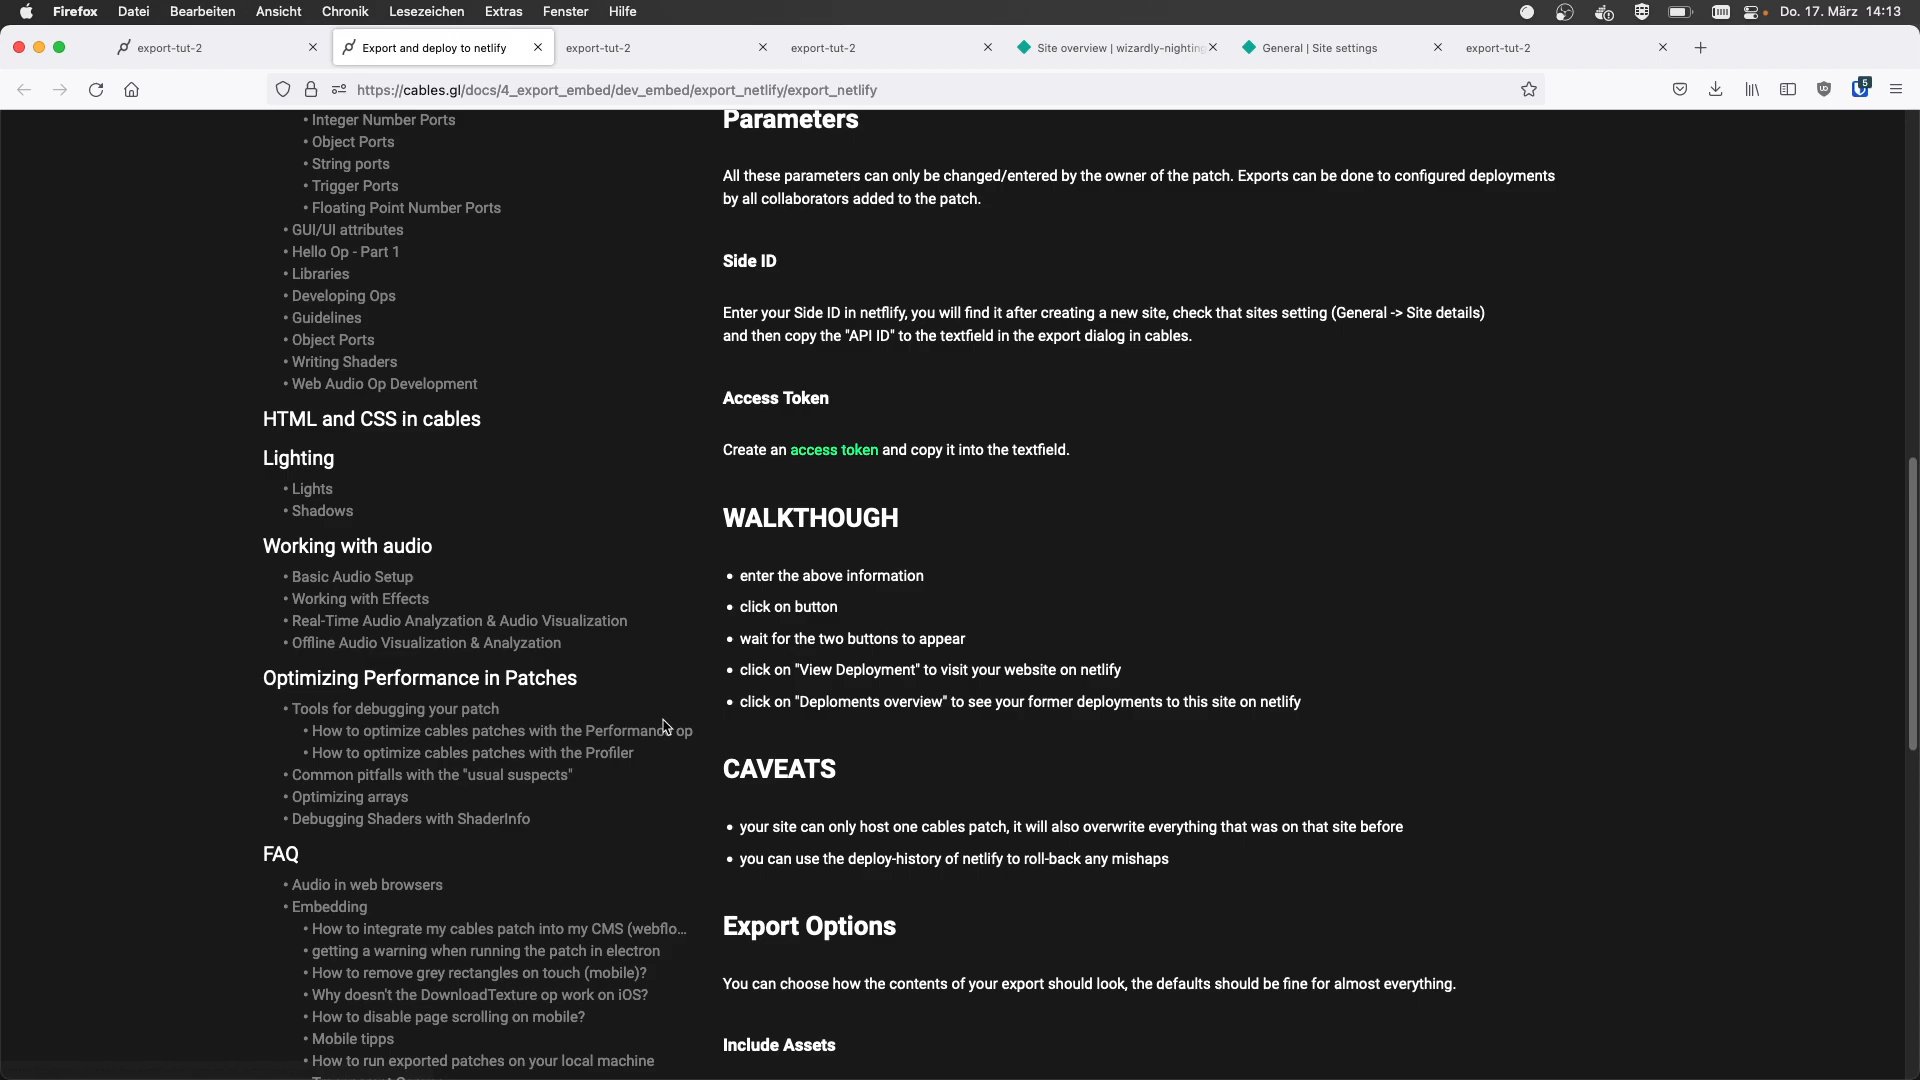 Firefox Datei Bearbeiten Ansicht Chronik Lesezeichen Extras Fenster Hilfe Do. 17. März 14:13
export-tut-2 Export and deploy to netlify export-tut-2 export-tut-2 Site overview | wizardly-nighting General | Site settings export-tut-2
https://cables.gl/docs/4_export_embed/dev_embed/export_netlify/export_netlify 5
• Integer Number Ports
• Object Ports
• String ports
• Trigger Ports
• Floating Point Number Ports
• GUI/UI attributes
• Hello Op - Part 1
• Libraries
• Developing Ops
• Guidelines
• Object Ports
• Writing Shaders
• Web Audio Op Development
HTML and CSS in cables
Lighting
• Lights
• Shadows
Working with audio
• Basic Audio Setup
• Working with Effects
• Real-Time Audio Analyzation & Audio Visualization
• Offline Audio Visualization & Analyzation
Optimizing Performance in Patches
• Tools for debugging your patch
• How to optimize cables patches with the Performance op
• How to optimize cables patches with the Profiler
• Common pitfalls with the "usual suspects"
• Optimizing arrays
• Debugging Shaders with ShaderInfo
FAQ
• Audio in web browsers
• Embedding
• How to integrate my cables patch into my CMS (webflo...
• getting a warning when running the patch in electron
• How to remove grey rectangles on touch (mobile)?
• Why doesn't the DownloadTexture op work on iOS?
• How to disable page scrolling on mobile?
• Mobile tipps
• How to run exported patches on your local machine
Parameters
All these parameters can only be changed/entered by the owner of the patch. Exports can be done to configured deployments
by all collaborators added to the patch.
Side ID
Enter your Side ID in netflify, you will find it after creating a new site, check that sites setting (General -> Site details)
and then copy the "API ID" to the textfield in the export dialog in cables.
Access Token
Create an access token and copy it into the textfield.
WALKTHOUGH
• enter the above information
• click on button
• wait for the two buttons to appear
• click on "View Deployment" to visit your website on netlify
• click on "Deploments overview" to see your former deployments to this site on netlify
CAVEATS
• your site can only host one cables patch, it will also overwrite everything that was on that site before
• you can use the deploy-history of netlify to roll-back any mishaps
Export Options
You can choose how the contents of your export should look, the defaults should be fine for almost everything.
Include Assets